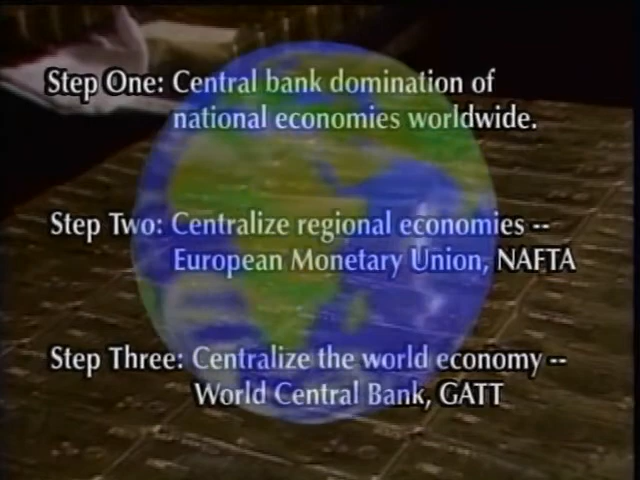 Step One: Central bank domination of
national economies worldwide.
Step Two: Centralize regional economies --
European Monetary Union, NAFTA
Step Three: Centralize the world economy --
World Central Bank, GATT